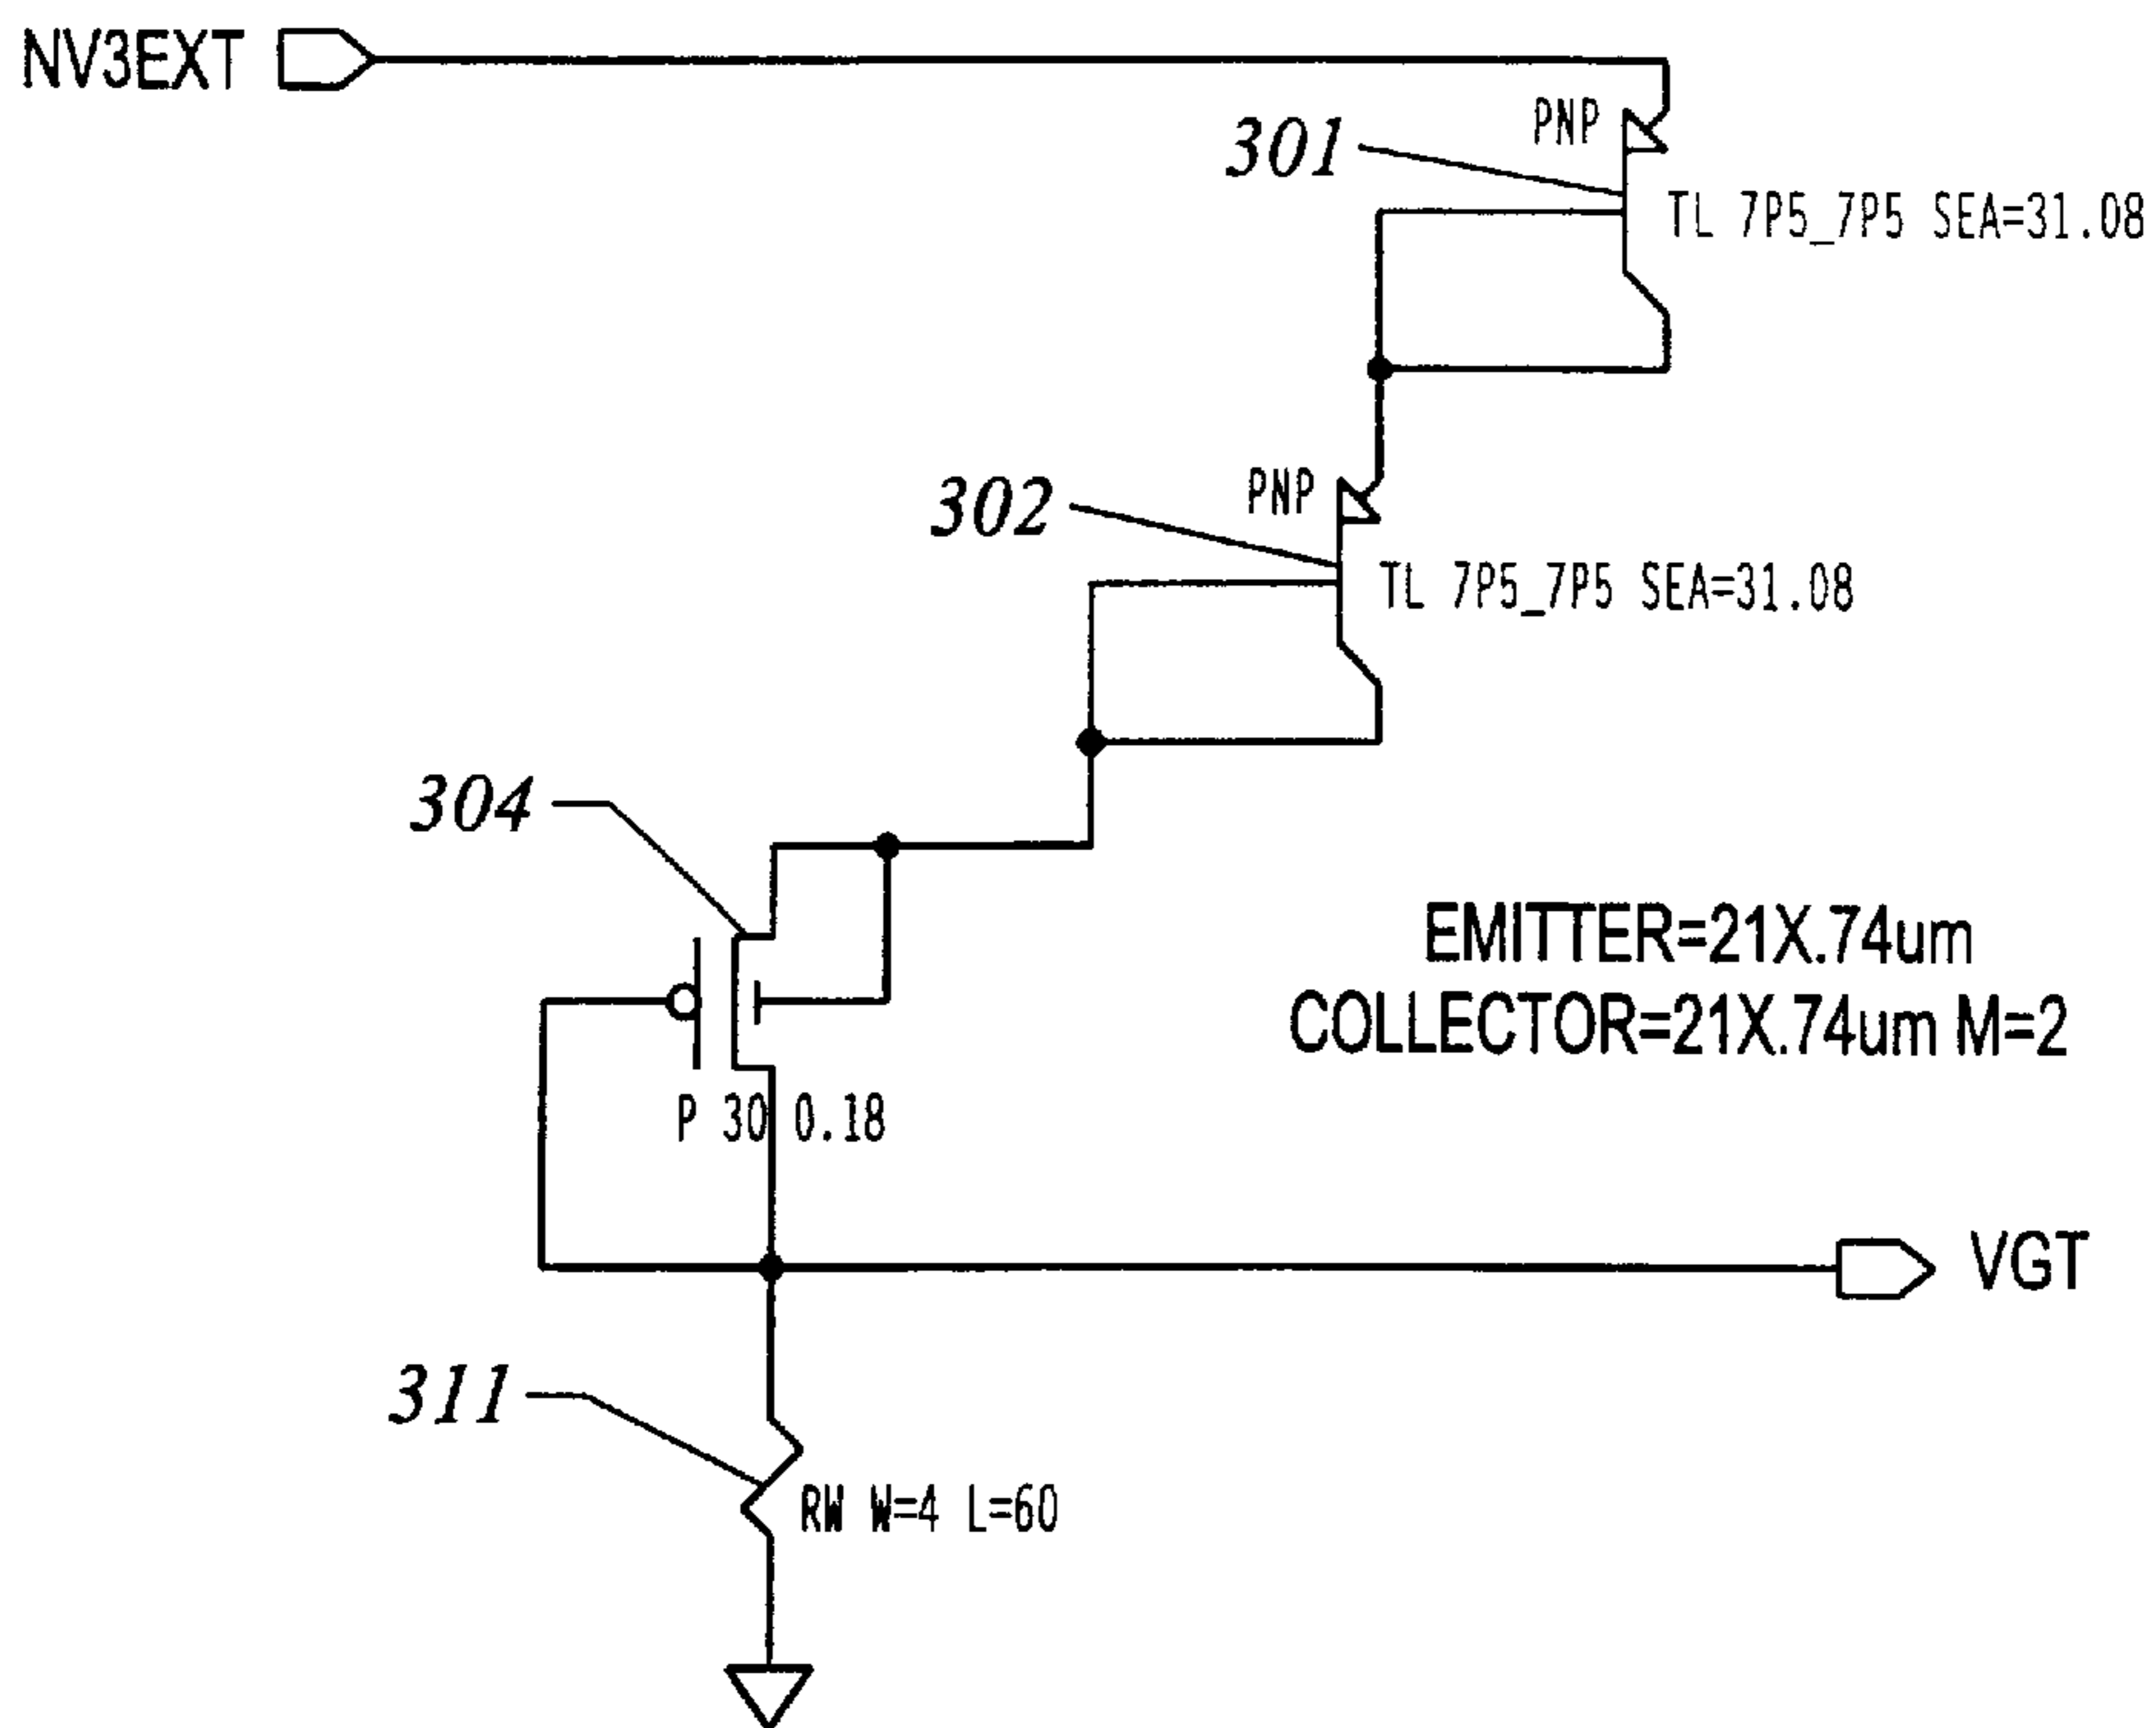 NV3EXT
PNP
301
TL 7P5_7P5 SEA=31.08
PNP
302
TL 7P5_7P5 SEA=31.08
304
EMITTER=21X.74um
COLLECTOR=21X.74um M=2
P 30 0.18
VGT
311
RW W=4 L=60